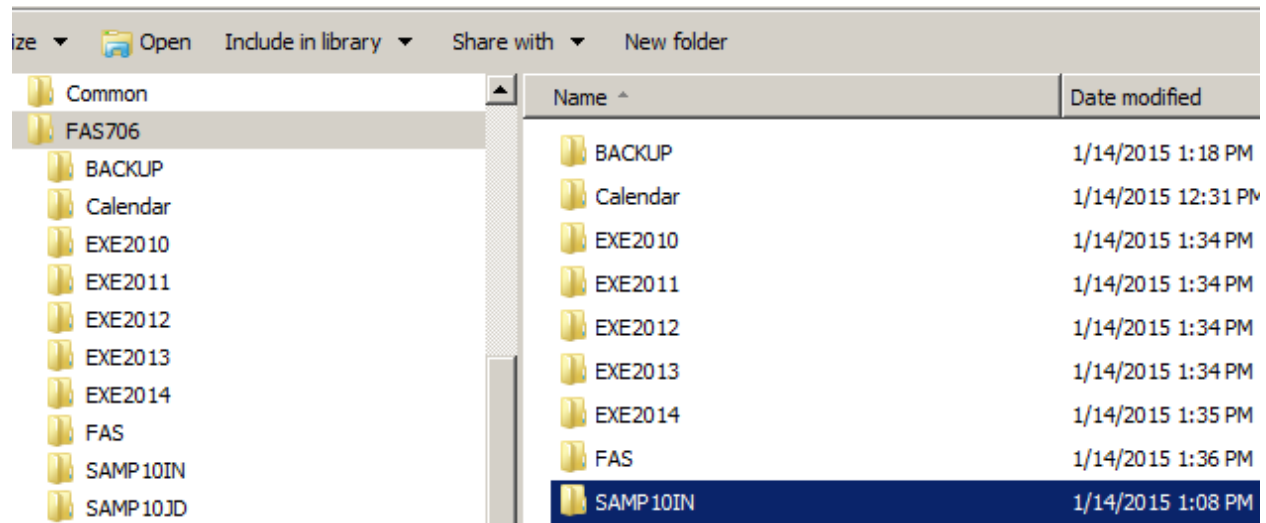 ize Open Include in library Share with New folder
Common
FAS706
BACKUP
Calendar
EXE2010
EXE2011
EXE2012
EXE2013
EXE2014
FAS
SAMP10IN
SAMP10JD
Name Date modified
BACKUP 1/14/2015 1:18 PM
Calendar 1/14/2015 12:31 PM
EXE2010 1/14/2015 1:34 PM
EXE2011 1/14/2015 1:34 PM
EXE2012 1/14/2015 1:34 PM
EXE2013 1/14/2015 1:34 PM
EXE2014 1/14/2015 1:35 PM
FAS 1/14/2015 1:36 PM
SAMP10IN 1/14/2015 1:08 PM